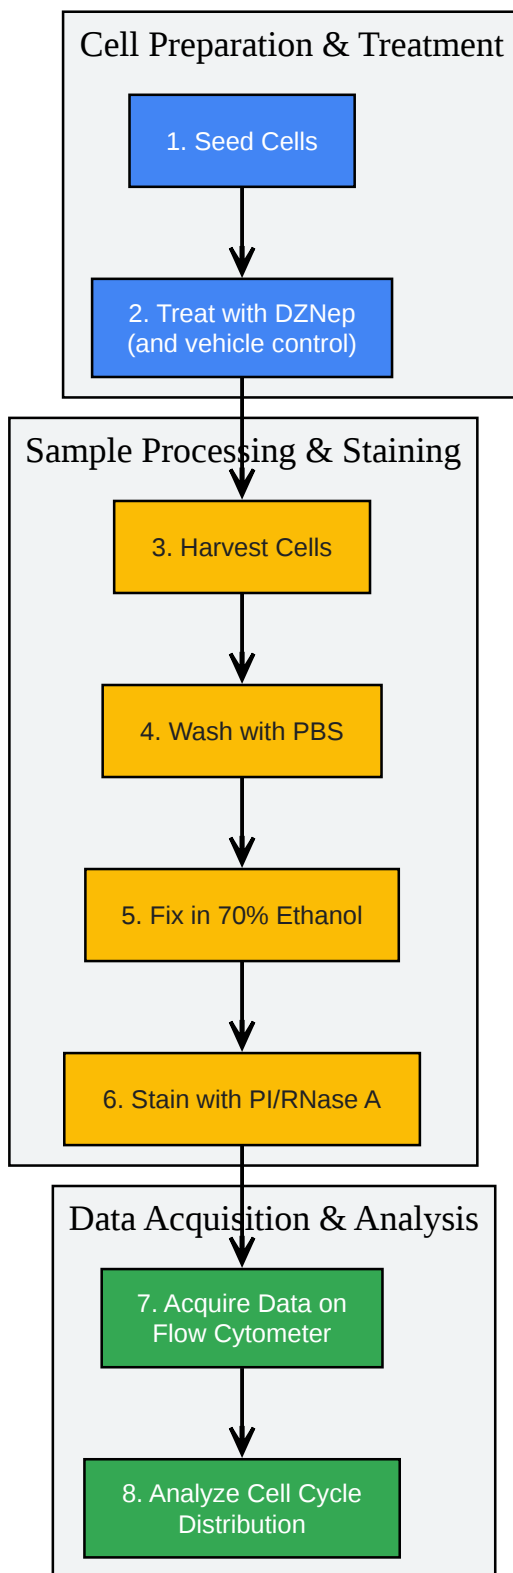 Cell Preparation & Treatment
1. Seed Cells
2. Treat with DZNep
(and vehicle control)
Sample Processing & Staining
3. Harvest Cells
4. Wash with PBS
5. Fix in 70% Ethanol
6. Stain with PI/RNase A
Data Acquisition & Analysis
7. Acquire Data on
Flow Cytometer
8. Analyze Cell Cycle
Distribution